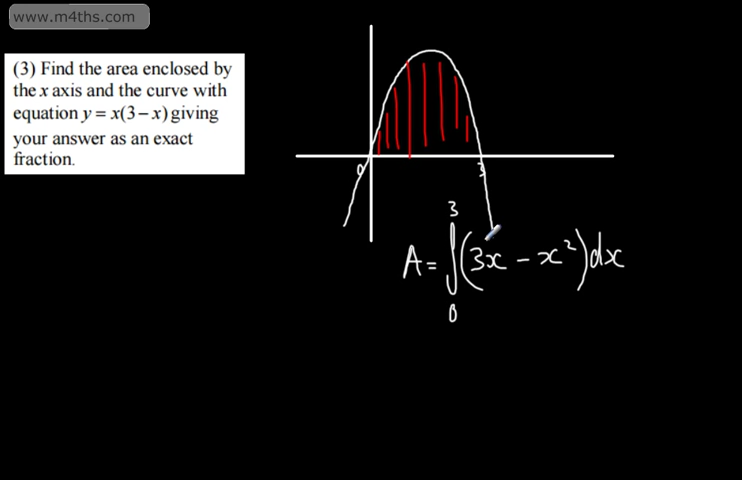 www.m4ths.com
(3) Find the area enclosed by
the x axis and the curve with
equation y = x(3 − x) giving
your answer as an exact
fraction.
0 3
3
A = ∫(3x − x²)dx
0